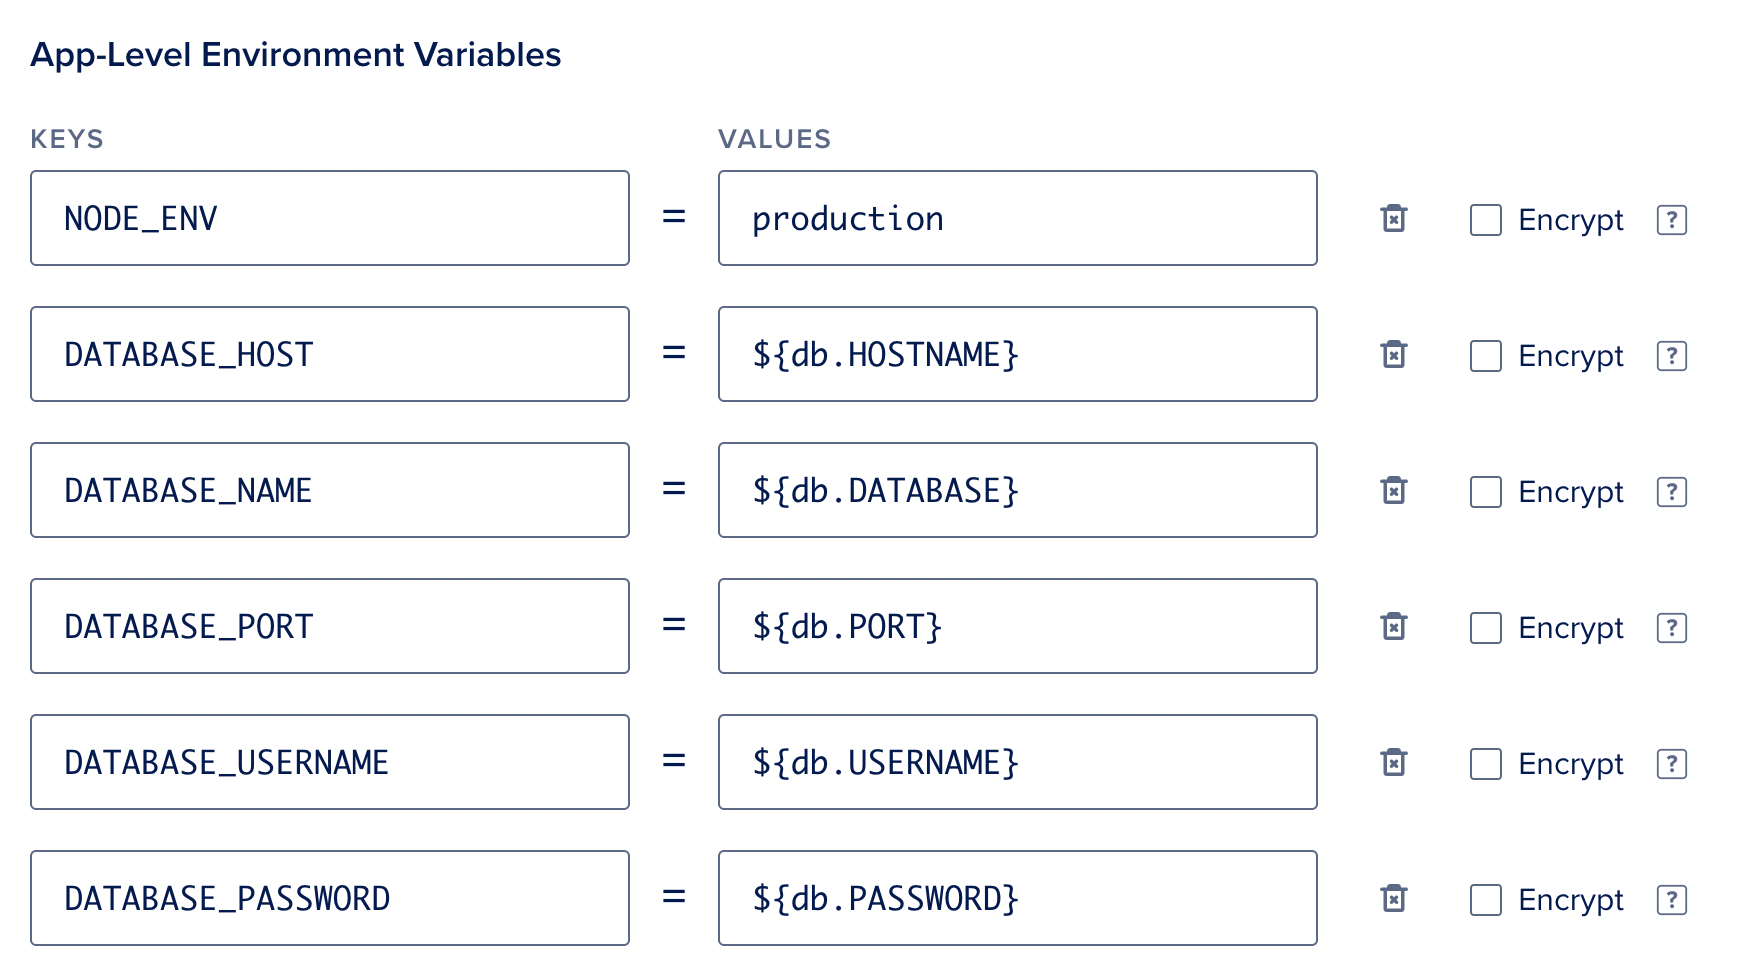 App-Level Environment Variables
KEYS VALUES
NODE_ENV = production Encrypt ?
DATABASE_HOST = ${db.HOSTNAME} Encrypt ?
DATABASE_NAME = ${db.DATABASE} Encrypt ?
DATABASE_PORT = ${db.PORT} Encrypt ?
DATABASE_USERNAME = ${db.USERNAME} Encrypt ?
DATABASE_PASSWORD = ${db.PASSWORD} Encrypt ?